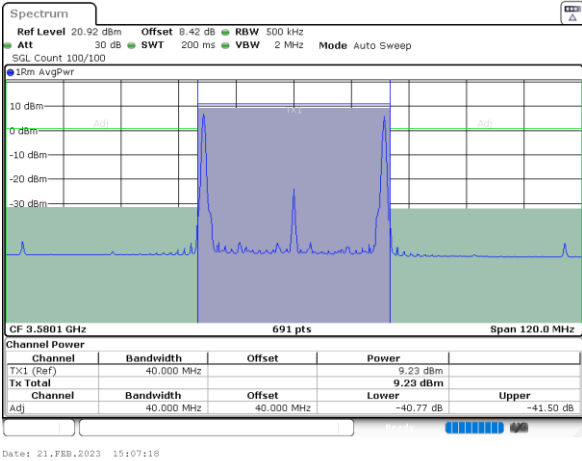 Spectrum
Ref Level 20.92 dBm Offset 8.42 dB RBW 500 kHz
Att 30 dB SWT 200 ms VBW 2 MHz Mode Auto Sweep
SGL Count 100/100
1Rm AvgPwr
10 dBm
TX1
0 dBm
Adj Adj
-10 dBm
-20 dBm
-30 dBm
CF 3.5801 GHz 691 pts Span 120.0 MHz
Channel Power
Channel Bandwidth Offset Power
TX1 (Ref) 40.000 MHz 9.23 dBm
Tx Total 9.23 dBm
Channel Bandwidth Offset Lower Upper
Adj 40.000 MHz 40.000 MHz -40.77 dB -41.50 dB
Ready
Date: 21.FEB.2023 15:07:18